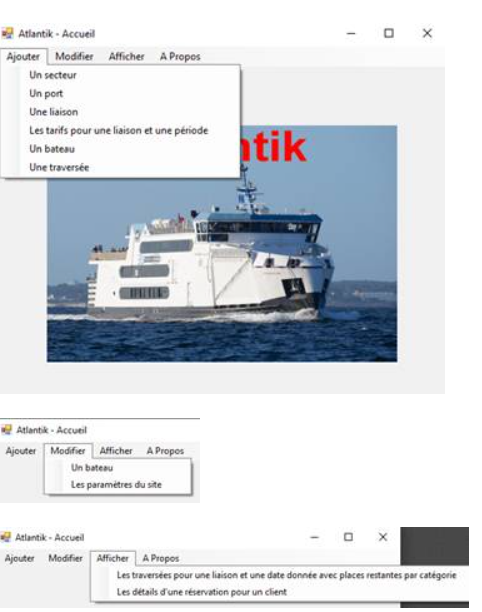 Atlantik - Accueil
Ajouter Modifier Afficher A Propos
Un secteur
Un port
Une liaison
Les tarifs pour une liaison et une période
Un bateau
Une traversée
ntik
Atlantik - Accueil
Ajouter Modifier Afficher A Propos
Un bateau
Les paramètres du site
Atlantik - Accueil
Ajouter Modifier Afficher A Propos
Les traversées pour une liaison et une date donnée avec places restantes par catégorie
Les détails d'une réservation pour un client